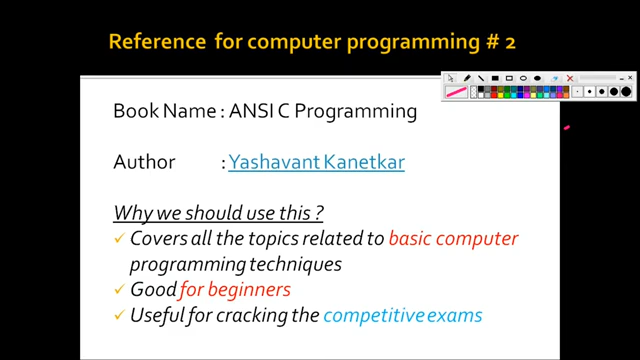 Reference for computer programming # 2
Book Name : ANSI C Programming
Author : Yashavant Kanetkar
Why we should use this ?
✓ Covers all the topics related to basic computer
programming techniques
✓ Good for beginners
✓ Useful for cracking the competitive exams